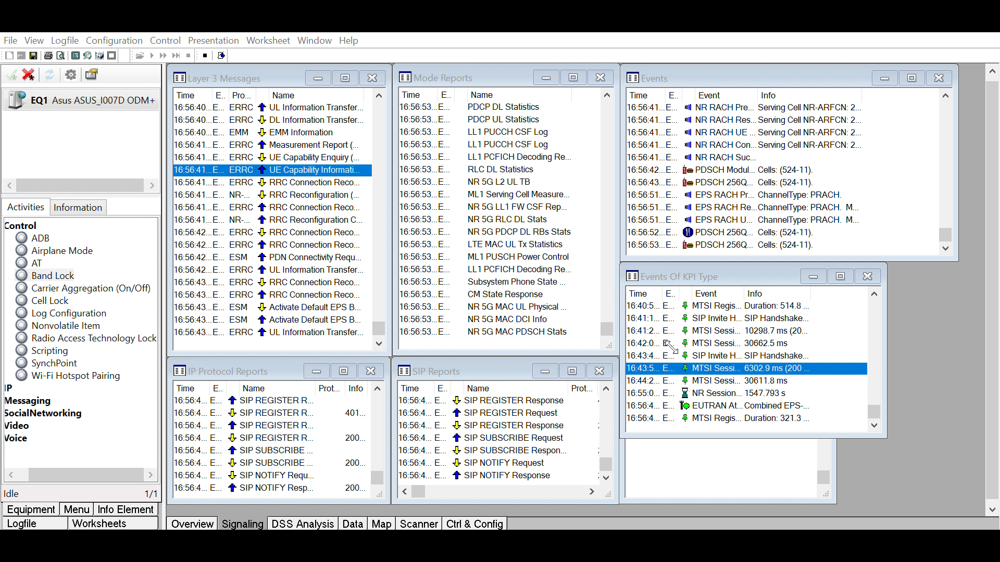 File View Logfile Configuration Control Presentation Worksheet Window Help
EQ1 Asus ASUS_I007D ODM+
Activities Information
Control
ADB
Airplane Mode
AT
Band Lock
Carrier Aggregation (On/Off)
Cell Lock
Log Configuration
Nonvolatile Item
Radio Access Technology Lock
Scripting
SynchPoint
Wi-Fi Hotspot Pairing
IP
Messaging
SocialNetworking
Video
Voice
Idle 1/1
Equipment Menu Info Element
Logfile Worksheets
Layer 3 Messages
Time E.. Pro... Name
16:56:40... E... ERRC UL Information Transfer...
16:56:40... E... ERRC DL Information Transfer...
16:56:40... E... EMM EMM Information
16:56:41... E... ERRC Measurement Report (...
16:56:41... E... ERRC UE Capability Enquiry (...
16:56:41... E... ERRC UE Capability Informati...
16:56:41... E... ERRC RRC Connection Reco...
16:56:41... E... NR-... RRC Reconfiguration (...
16:56:41... E... ERRC RRC Connection Reco...
16:56:41... E... NR-... RRC Reconfiguration C...
16:56:42... E... ERRC RRC Connection Reco...
16:56:42... E... ERRC RRC Connection Reco...
16:56:42... E... ESM PDN Connectivity Requ...
16:56:42... E... ERRC UL Information Transfer...
16:56:43... E... ERRC RRC Connection Reco...
16:56:43... E... ERRC RRC Connection Reco...
16:56:43... E... ESM Activate Default EPS B...
16:56:43... E... ESM Activate Default EPS B...
16:56:43... E... ERRC UL Information Transfer...
Mode Reports
Time E.. Name
16:56:53... E... PDCP DL Statistics
16:56:53... E... PDCP UL Statistics
16:56:53... E... LL1 PUCCH CSF Log
16:56:53... E... LL1 PUCCH CSF Log
16:56:53... E... LL1 PCFICH Decoding Re...
16:56:53... E... RLC DL Statistics
16:56:53... E... NR 5G L2 UL TB
16:56:53... E... ML1 Serving Cell Measure...
16:56:53... E... NR 5G LL1 FW CSF Rep...
16:56:53... E... NR 5G RLC DL Stats
16:56:53... E... NR 5G PDCP DL RBs Stats
16:56:53... E... LTE MAC UL Tx Statistics
16:56:53... E... ML1 PUSCH Power Control
16:56:53... E... LL1 PCFICH Decoding Re...
16:56:53... E... Subsystem Phone State ...
16:56:53... E... CM State Response
16:56:53... E... NR 5G MAC UL Physical ...
16:56:53... E... NR 5G MAC DCI Info
16:56:53... E... NR 5G MAC PDSCH Stats
Events
Time E.. Event Info
16:56:41... E... NR RACH Pre... Serving Cell NR-ARFCN: 2...
16:56:41... E... NR RACH Res... Serving Cell NR-ARFCN: 2...
16:56:41... E... NR RACH UE ... Serving Cell NR-ARFCN: 2...
16:56:41... E... NR RACH Con... Serving Cell NR-ARFCN: 2...
16:56:41... E... NR RACH Suc...
16:56:42... E... PDSCH Modul... Cells: (524-11).
16:56:43... E... PDSCH 256Q... Cells: (524-11).
16:56:51... E... EPS RACH Pr... ChannelType: PRACH.
16:56:51... E... EPS RACH Re... ChannelType: PRACH. M...
16:56:51... E... EPS RACH U... ChannelType: PRACH. M...
16:56:52... E... PDSCH 256Q... Cells: (524-11).
16:56:53... E... PDSCH 256Q... Cells: (524-11).
Events Of KPI Type
Time E.. Event Info
16:40:5... E... MTSI Regis... Duration: 514.8 ...
16:41:1... E... SIP Invite H... SIP Handshake...
16:41:2... E... MTSI Sessi... 10298.7 ms (20...
16:42:0... E... MTSI Sessi... 30662.5 ms
16:43:4... E... SIP Invite H... SIP Handshake...
16:43:5... E... MTSI Sessi... 6302.9 ms (200 ...
16:44:2... E... MTSI Sessi... 30611.8 ms
16:55:0... E... NR Session... 1547.793 s
16:56:4... E... EUTRAN At... Combined EPS-...
16:56:4... E... MTSI Regis... Duration: 321.3 ...
IP Protocol Reports
Time E.. Name Prot... Info
16:56:4... E... SIP REGISTER R...
16:56:4... E... SIP REGISTER R... 401...
16:56:4... E... SIP REGISTER R...
16:56:4... E... SIP REGISTER R... 200...
16:56:4... E... SIP SUBSCRIBE ...
16:56:4... E... SIP SUBSCRIBE ... 200...
16:56:4... E... SIP NOTIFY Requ...
16:56:4... E... SIP NOTIFY Resp... 200...
SIP Reports
Time E.. Name Prot...
16:56:4... E... SIP REGISTER Response
16:56:4... E... SIP REGISTER Request
16:56:4... E... SIP REGISTER Response
16:56:4... E... SIP SUBSCRIBE Request
16:56:4... E... SIP SUBSCRIBE Respon...
16:56:4... E... SIP NOTIFY Request
16:56:4... E... SIP NOTIFY Response
Overview Signaling DSS Analysis Data Map Scanner Ctrl & Config